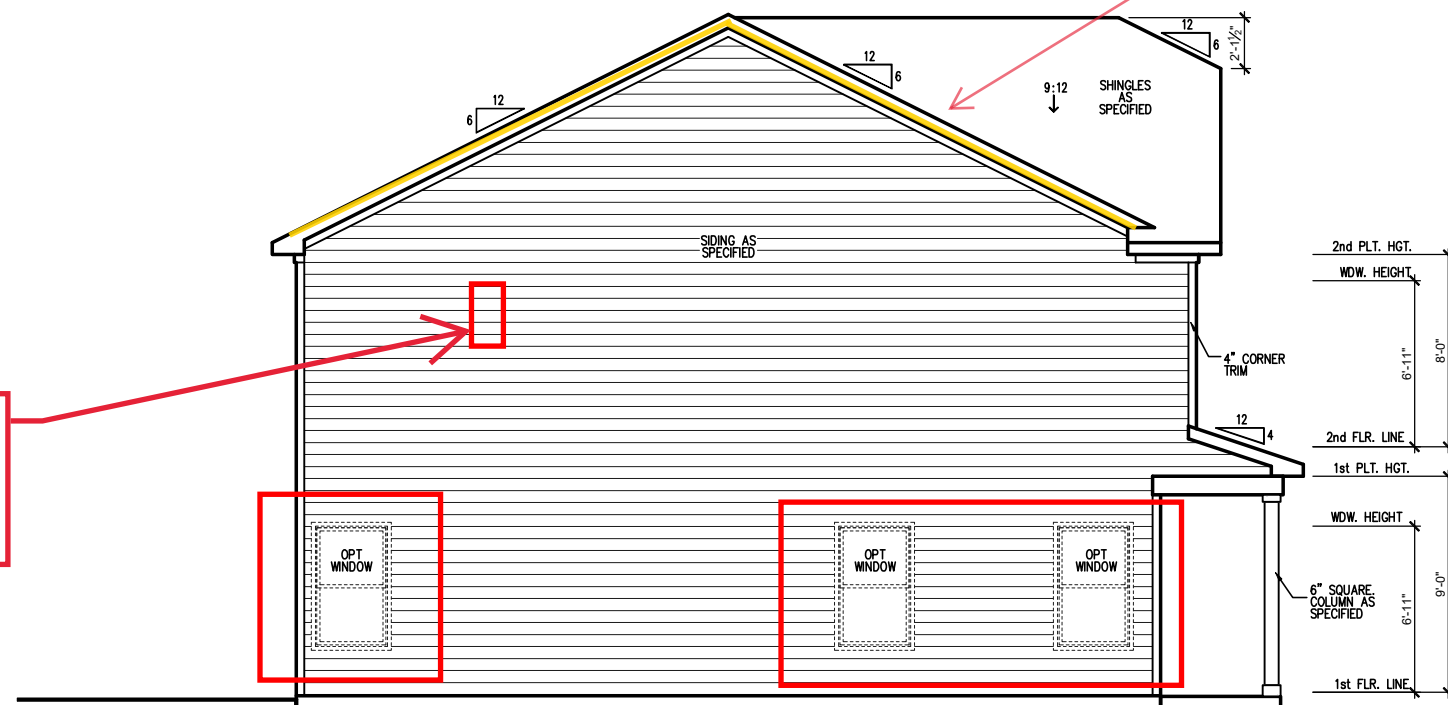 12
6
2'-1½"
12
6
9:12
SHINGLES
AS
SPECIFIED
12
6
SIDING AS
SPECIFIED
2nd PLT. HGT.
WDW. HEIGHT
4" CORNER
TRIM
6'-11"
8'-0"
12
4
2nd FLR. LINE
1st PLT. HGT.
WDW. HEIGHT
OPT
WINDOW
OPT
WINDOW
OPT
WINDOW
6" SQUARE
COLUMN AS
SPECIFIED
6'-11"
9'-0"
1st FLR. LINE